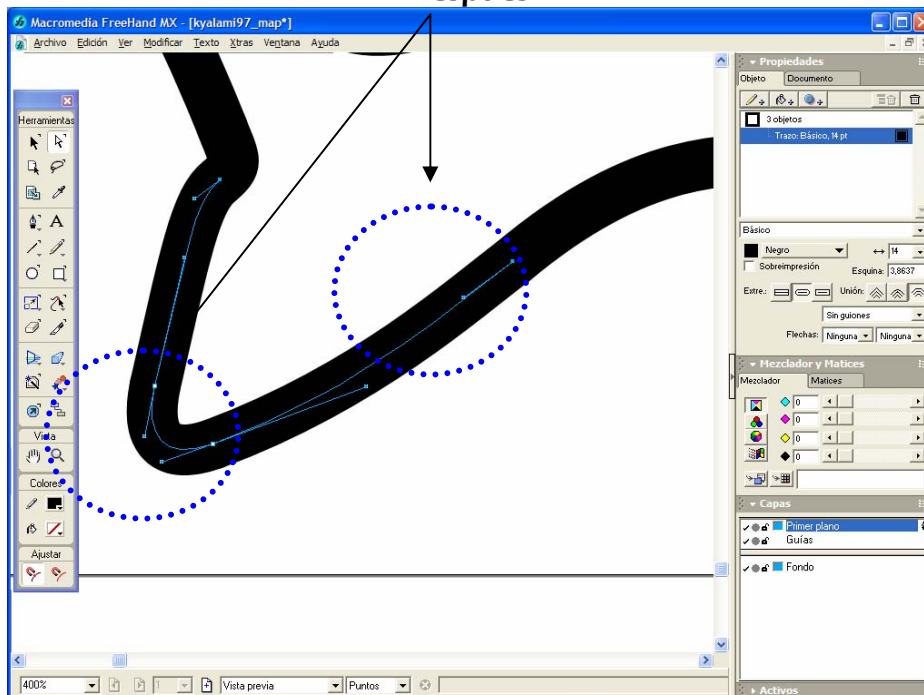 Macromedia FreeHand MX - [kyalami97_map*]
Archivo Edición Ver Modificar Texto Xtras Ventana Ayuda
Herramientas
A
Vista
Colores
Ajustar
Propiedades
Objeto Documento
3 objetos
Trazo: Básico, 14 pt
Básico
Negro 14
Sobreimpresión Esquina: 3,8637
Extre.: Unión:
Sin guiones
Flechas: Ninguna Ninguna
Mezclador y Matices
Mezclador Matices
0
0
0
0
Capas
Primer plano
Guías
Fondo
Activos
400% 1 Vista previa Puntos